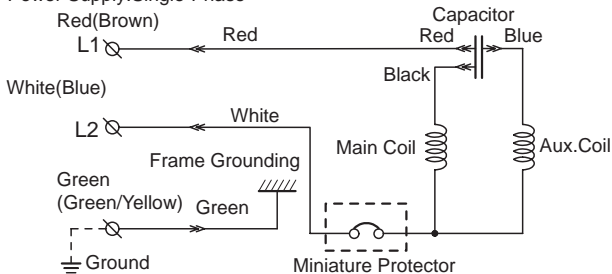 Power Supply:Single Phase
Red(Brown)
Capacitor
L1
Red
Red
Blue
Black
White(Blue)
L2
White
Main Coil
Aux.Coil
Frame Grounding
Green
(Green/Yellow)
Green
Ground
Miniature Protector